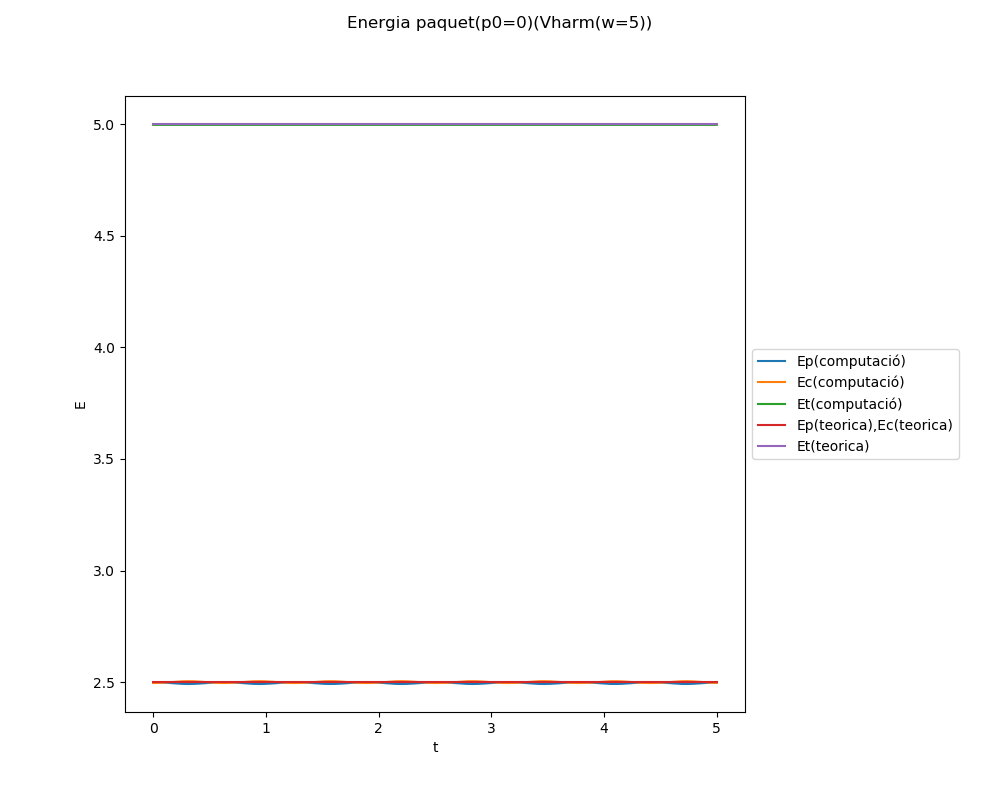 Energia paquet(p0=0)(Vharm(w=5))
5.0
4.5
4.0
3.5
3.0
2.5
E
0
1
2
3
4
5
t
Ep(computació)
Ec(computació)
Et(computació)
Ep(teorica),Ec(teorica)
Et(teorica)